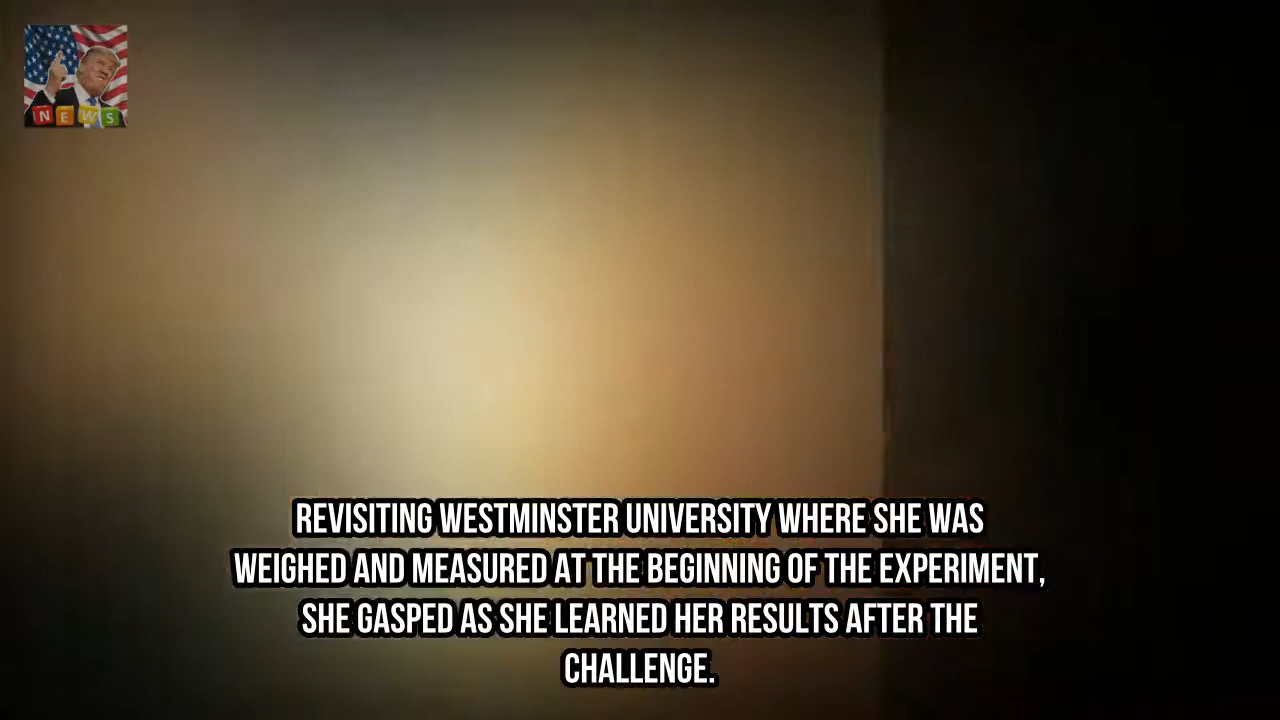 NEWS
REVISITING WESTMINSTER UNIVERSITY WHERE SHE WAS
WEIGHED AND MEASURED AT THE BEGINNING OF THE EXPERIMENT,
SHE GASPED AS SHE LEARNED HER RESULTS AFTER THE
CHALLENGE.